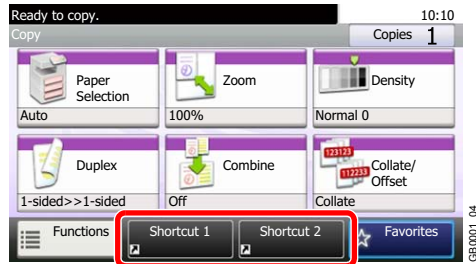 Ready to copy.
10:10
Copy
Copies 1
Paper
Selection
Zoom
Density
Auto
100%
Normal 0
Duplex
Combine
123123
112233
Collate/
Offset
1-sided>>1-sided
Off
Collate
Functions
Shortcut 1
Shortcut 2
Favorites
GB0001_04